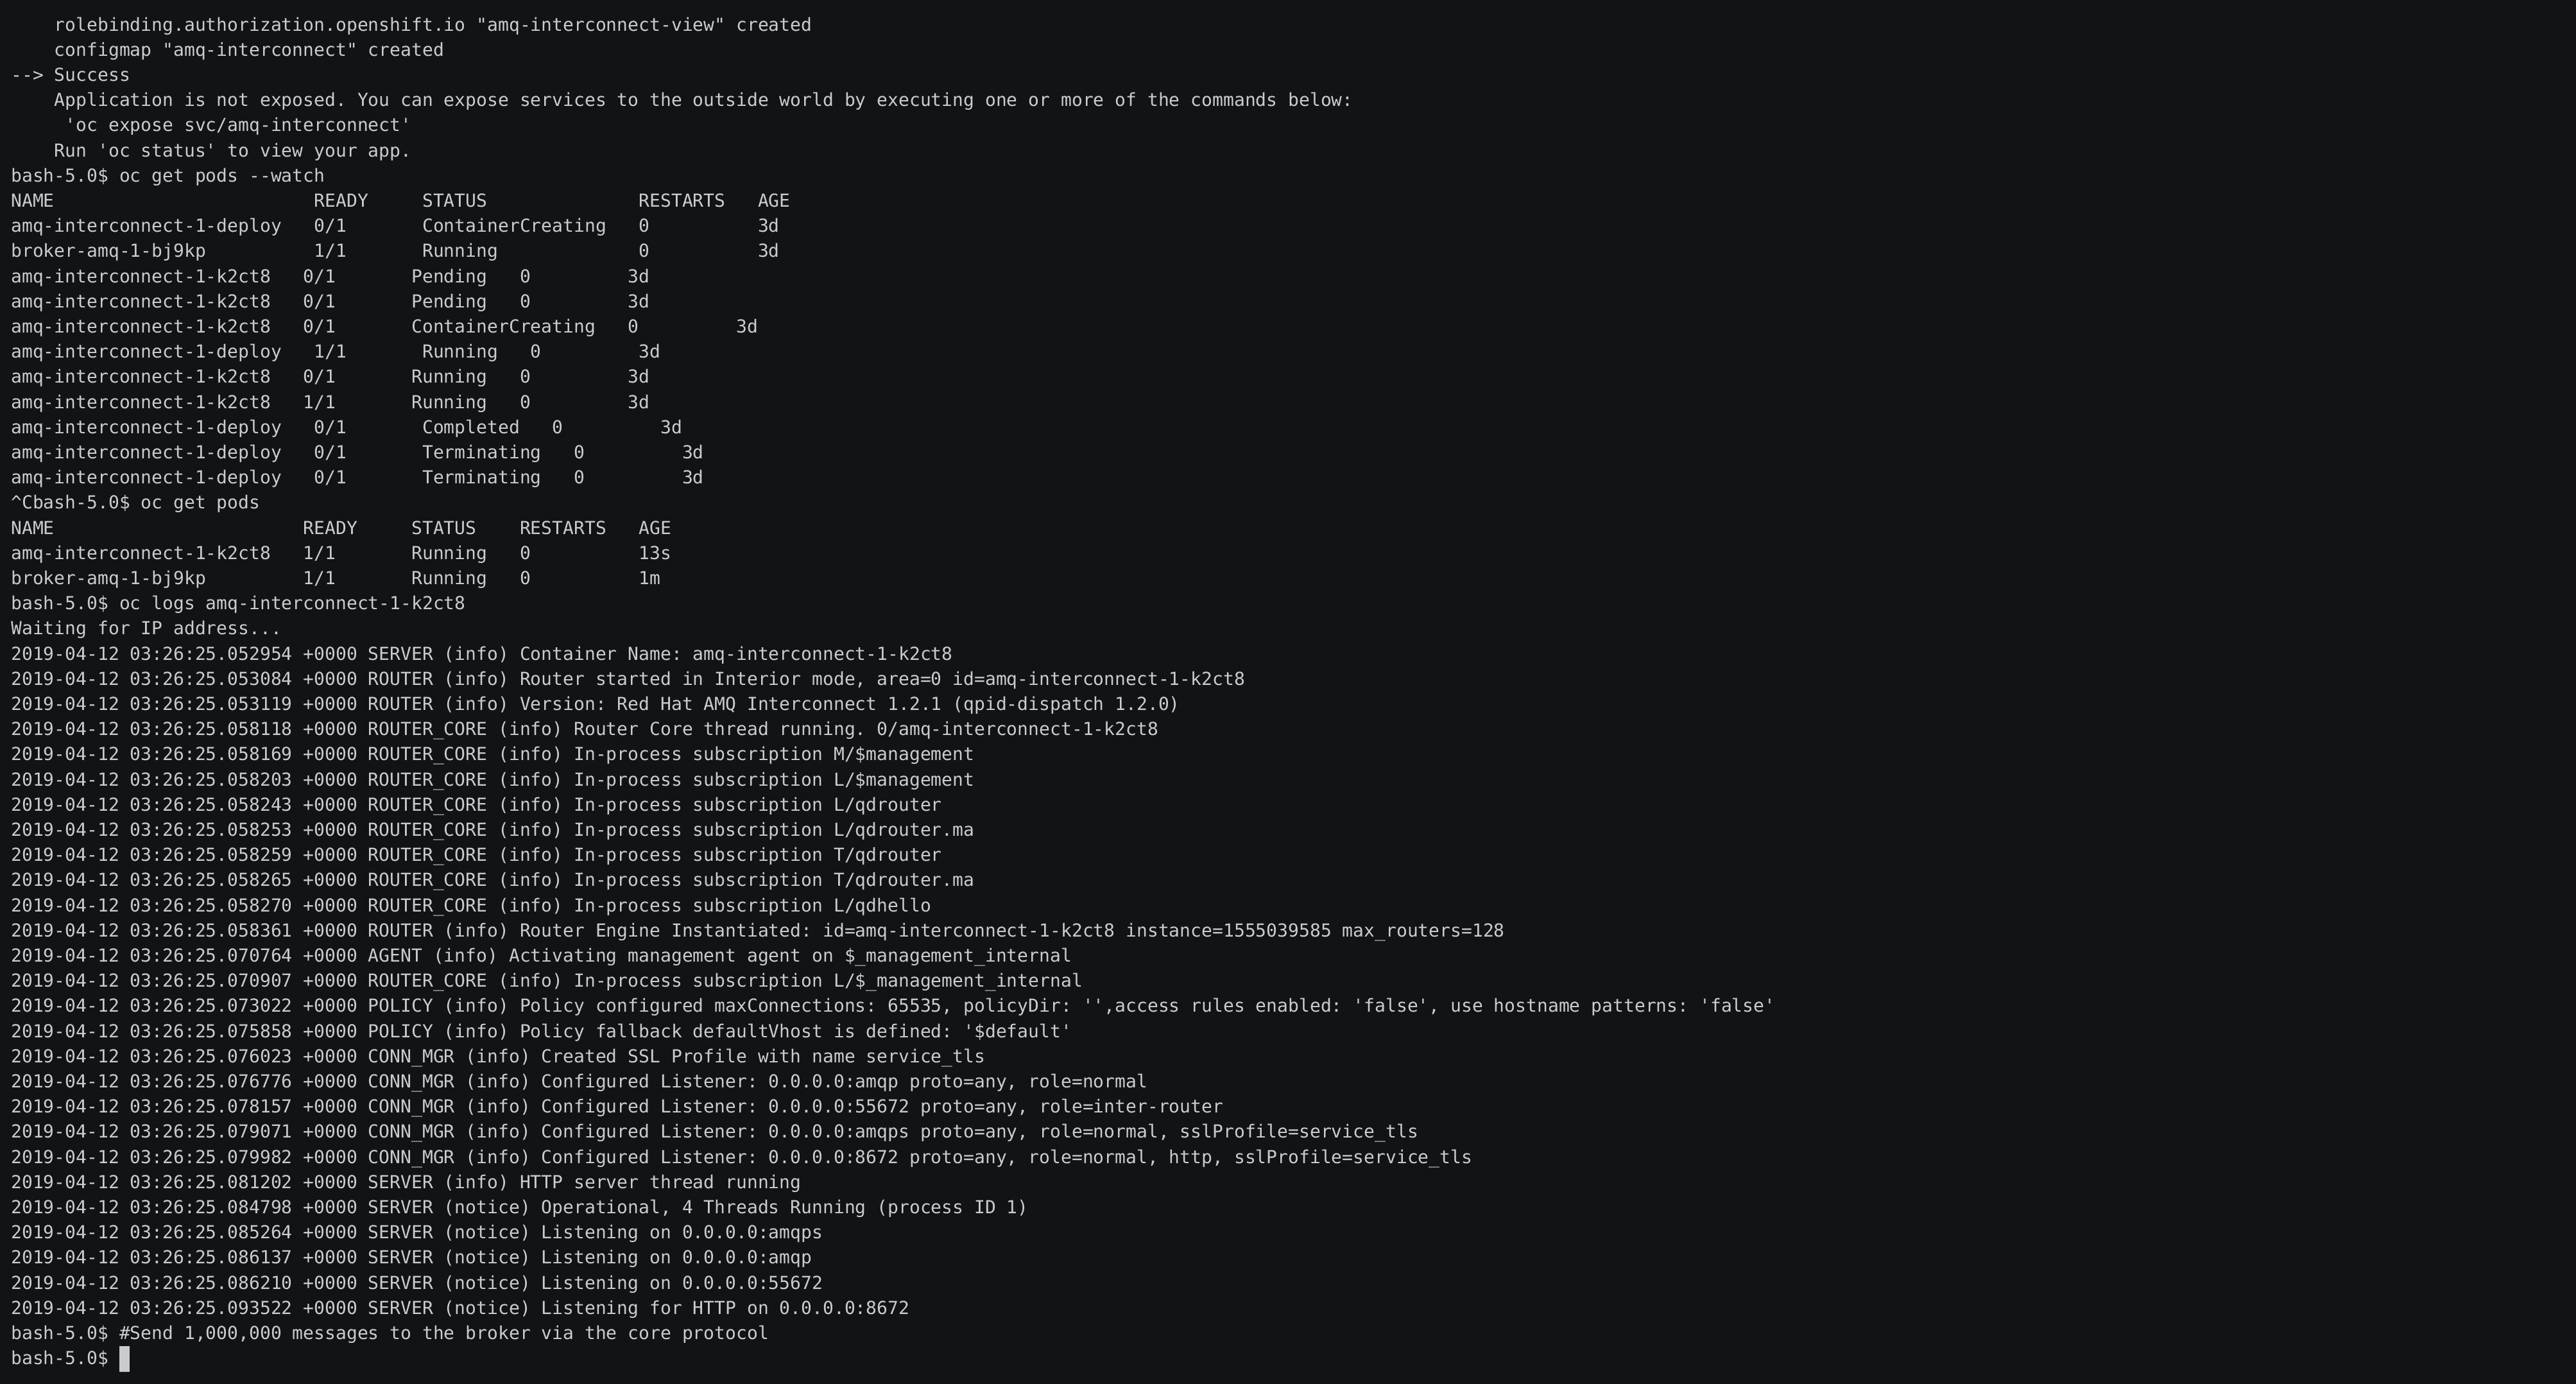 rolebinding.authorization.openshift.io "amq-interconnect-view" created
    configmap "amq-interconnect" created
--> Success
    Application is not exposed. You can expose services to the outside world by executing one or more of the commands below:
     'oc expose svc/amq-interconnect'
    Run 'oc status' to view your app.
bash-5.0$ oc get pods --watch
NAME                        READY     STATUS              RESTARTS   AGE
amq-interconnect-1-deploy   0/1       ContainerCreating   0          3d
broker-amq-1-bj9kp          1/1       Running             0          3d
amq-interconnect-1-k2ct8   0/1       Pending   0         3d
amq-interconnect-1-k2ct8   0/1       Pending   0         3d
amq-interconnect-1-k2ct8   0/1       ContainerCreating   0         3d
amq-interconnect-1-deploy   1/1       Running   0         3d
amq-interconnect-1-k2ct8   0/1       Running   0         3d
amq-interconnect-1-k2ct8   1/1       Running   0         3d
amq-interconnect-1-deploy   0/1       Completed   0         3d
amq-interconnect-1-deploy   0/1       Terminating   0         3d
amq-interconnect-1-deploy   0/1       Terminating   0         3d
^Cbash-5.0$ oc get pods
NAME                       READY     STATUS    RESTARTS   AGE
amq-interconnect-1-k2ct8   1/1       Running   0          13s
broker-amq-1-bj9kp         1/1       Running   0          1m
bash-5.0$ oc logs amq-interconnect-1-k2ct8
Waiting for IP address...
2019-04-12 03:26:25.052954 +0000 SERVER (info) Container Name: amq-interconnect-1-k2ct8
2019-04-12 03:26:25.053084 +0000 ROUTER (info) Router started in Interior mode, area=0 id=amq-interconnect-1-k2ct8
2019-04-12 03:26:25.053119 +0000 ROUTER (info) Version: Red Hat AMQ Interconnect 1.2.1 (qpid-dispatch 1.2.0)
2019-04-12 03:26:25.058118 +0000 ROUTER_CORE (info) Router Core thread running. 0/amq-interconnect-1-k2ct8
2019-04-12 03:26:25.058169 +0000 ROUTER_CORE (info) In-process subscription M/$management
2019-04-12 03:26:25.058203 +0000 ROUTER_CORE (info) In-process subscription L/$management
2019-04-12 03:26:25.058243 +0000 ROUTER_CORE (info) In-process subscription L/qdrouter
2019-04-12 03:26:25.058253 +0000 ROUTER_CORE (info) In-process subscription L/qdrouter.ma
2019-04-12 03:26:25.058259 +0000 ROUTER_CORE (info) In-process subscription T/qdrouter
2019-04-12 03:26:25.058265 +0000 ROUTER_CORE (info) In-process subscription T/qdrouter.ma
2019-04-12 03:26:25.058270 +0000 ROUTER_CORE (info) In-process subscription L/qdhello
2019-04-12 03:26:25.058361 +0000 ROUTER (info) Router Engine Instantiated: id=amq-interconnect-1-k2ct8 instance=1555039585 max_routers=128
2019-04-12 03:26:25.070764 +0000 AGENT (info) Activating management agent on $_management_internal
2019-04-12 03:26:25.070907 +0000 ROUTER_CORE (info) In-process subscription L/$_management_internal
2019-04-12 03:26:25.073022 +0000 POLICY (info) Policy configured maxConnections: 65535, policyDir: '',access rules enabled: 'false', use hostname patterns: 'false'
2019-04-12 03:26:25.075858 +0000 POLICY (info) Policy fallback defaultVhost is defined: '$default'
2019-04-12 03:26:25.076023 +0000 CONN_MGR (info) Created SSL Profile with name service_tls
2019-04-12 03:26:25.076776 +0000 CONN_MGR (info) Configured Listener: 0.0.0.0:amqp proto=any, role=normal
2019-04-12 03:26:25.078157 +0000 CONN_MGR (info) Configured Listener: 0.0.0.0:55672 proto=any, role=inter-router
2019-04-12 03:26:25.079071 +0000 CONN_MGR (info) Configured Listener: 0.0.0.0:amqps proto=any, role=normal, sslProfile=service_tls
2019-04-12 03:26:25.079982 +0000 CONN_MGR (info) Configured Listener: 0.0.0.0:8672 proto=any, role=normal, http, sslProfile=service_tls
2019-04-12 03:26:25.081202 +0000 SERVER (info) HTTP server thread running
2019-04-12 03:26:25.084798 +0000 SERVER (notice) Operational, 4 Threads Running (process ID 1)
2019-04-12 03:26:25.085264 +0000 SERVER (notice) Listening on 0.0.0.0:amqps
2019-04-12 03:26:25.086137 +0000 SERVER (notice) Listening on 0.0.0.0:amqp
2019-04-12 03:26:25.086210 +0000 SERVER (notice) Listening on 0.0.0.0:55672
2019-04-12 03:26:25.093522 +0000 SERVER (notice) Listening for HTTP on 0.0.0.0:8672
bash-5.0$ #Send 1,000,000 messages to the broker via the core protocol
bash-5.0$